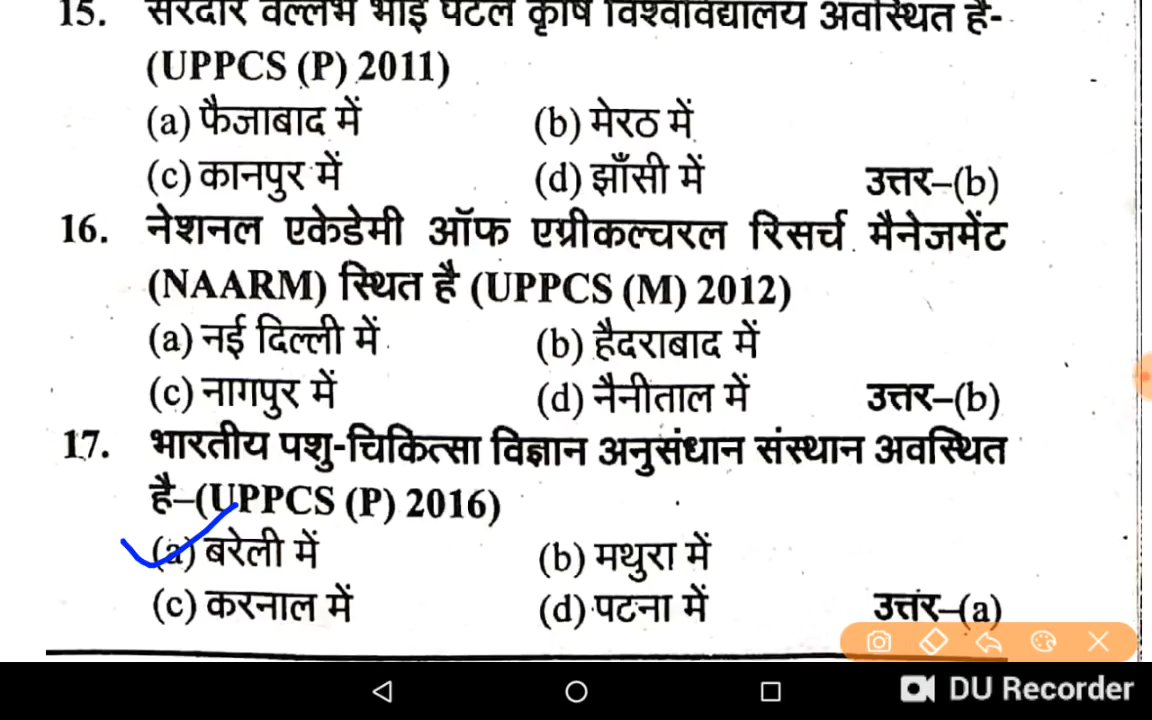 15. सरदार वल्लभ भाई पटेल कृषि विश्वविद्यालय अवस्थित है-
(UPPCS (P) 2011)
(a) फैजाबाद में (b) मेरठ में
(c) कानपुर में (d) झाँसी में उत्तर–(b)
16. नेशनल एकेडेमी ऑफ एग्रीकल्चरल रिसर्च मैनेजमेंट
(NAARM) स्थित है (UPPCS (M) 2012)
(a) नई दिल्ली में (b) हैदराबाद में
(c) नागपुर में (d) नैनीताल में उत्तर–(b)
17. भारतीय पशु-चिकित्सा विज्ञान अनुसंधान संस्थान अवस्थित
है–(UPPCS (P) 2016)
(a) बरेली में (b) मथुरा में
(c) करनाल में (d) पटना में उत्तर–(a)
DU Recorder